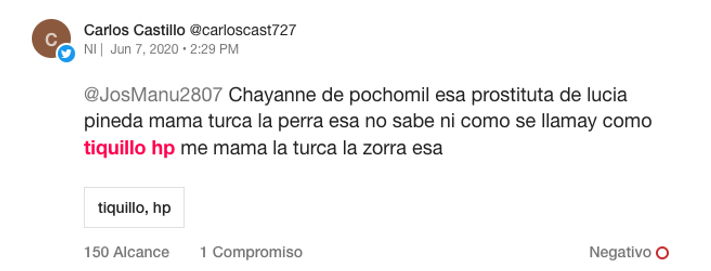 C
Carlos Castillo @carloscast727
NI | Jun 7, 2020 • 2:29 PM
@JosManu2807 Chayanne de pochomil esa prostituta de lucia
pineda mama turca la perra esa no sabe ni como se llamay como
tiquillo hp me mama la turca la zorra esa
tiquillo, hp
150 Alcance 1 Compromiso Negativo